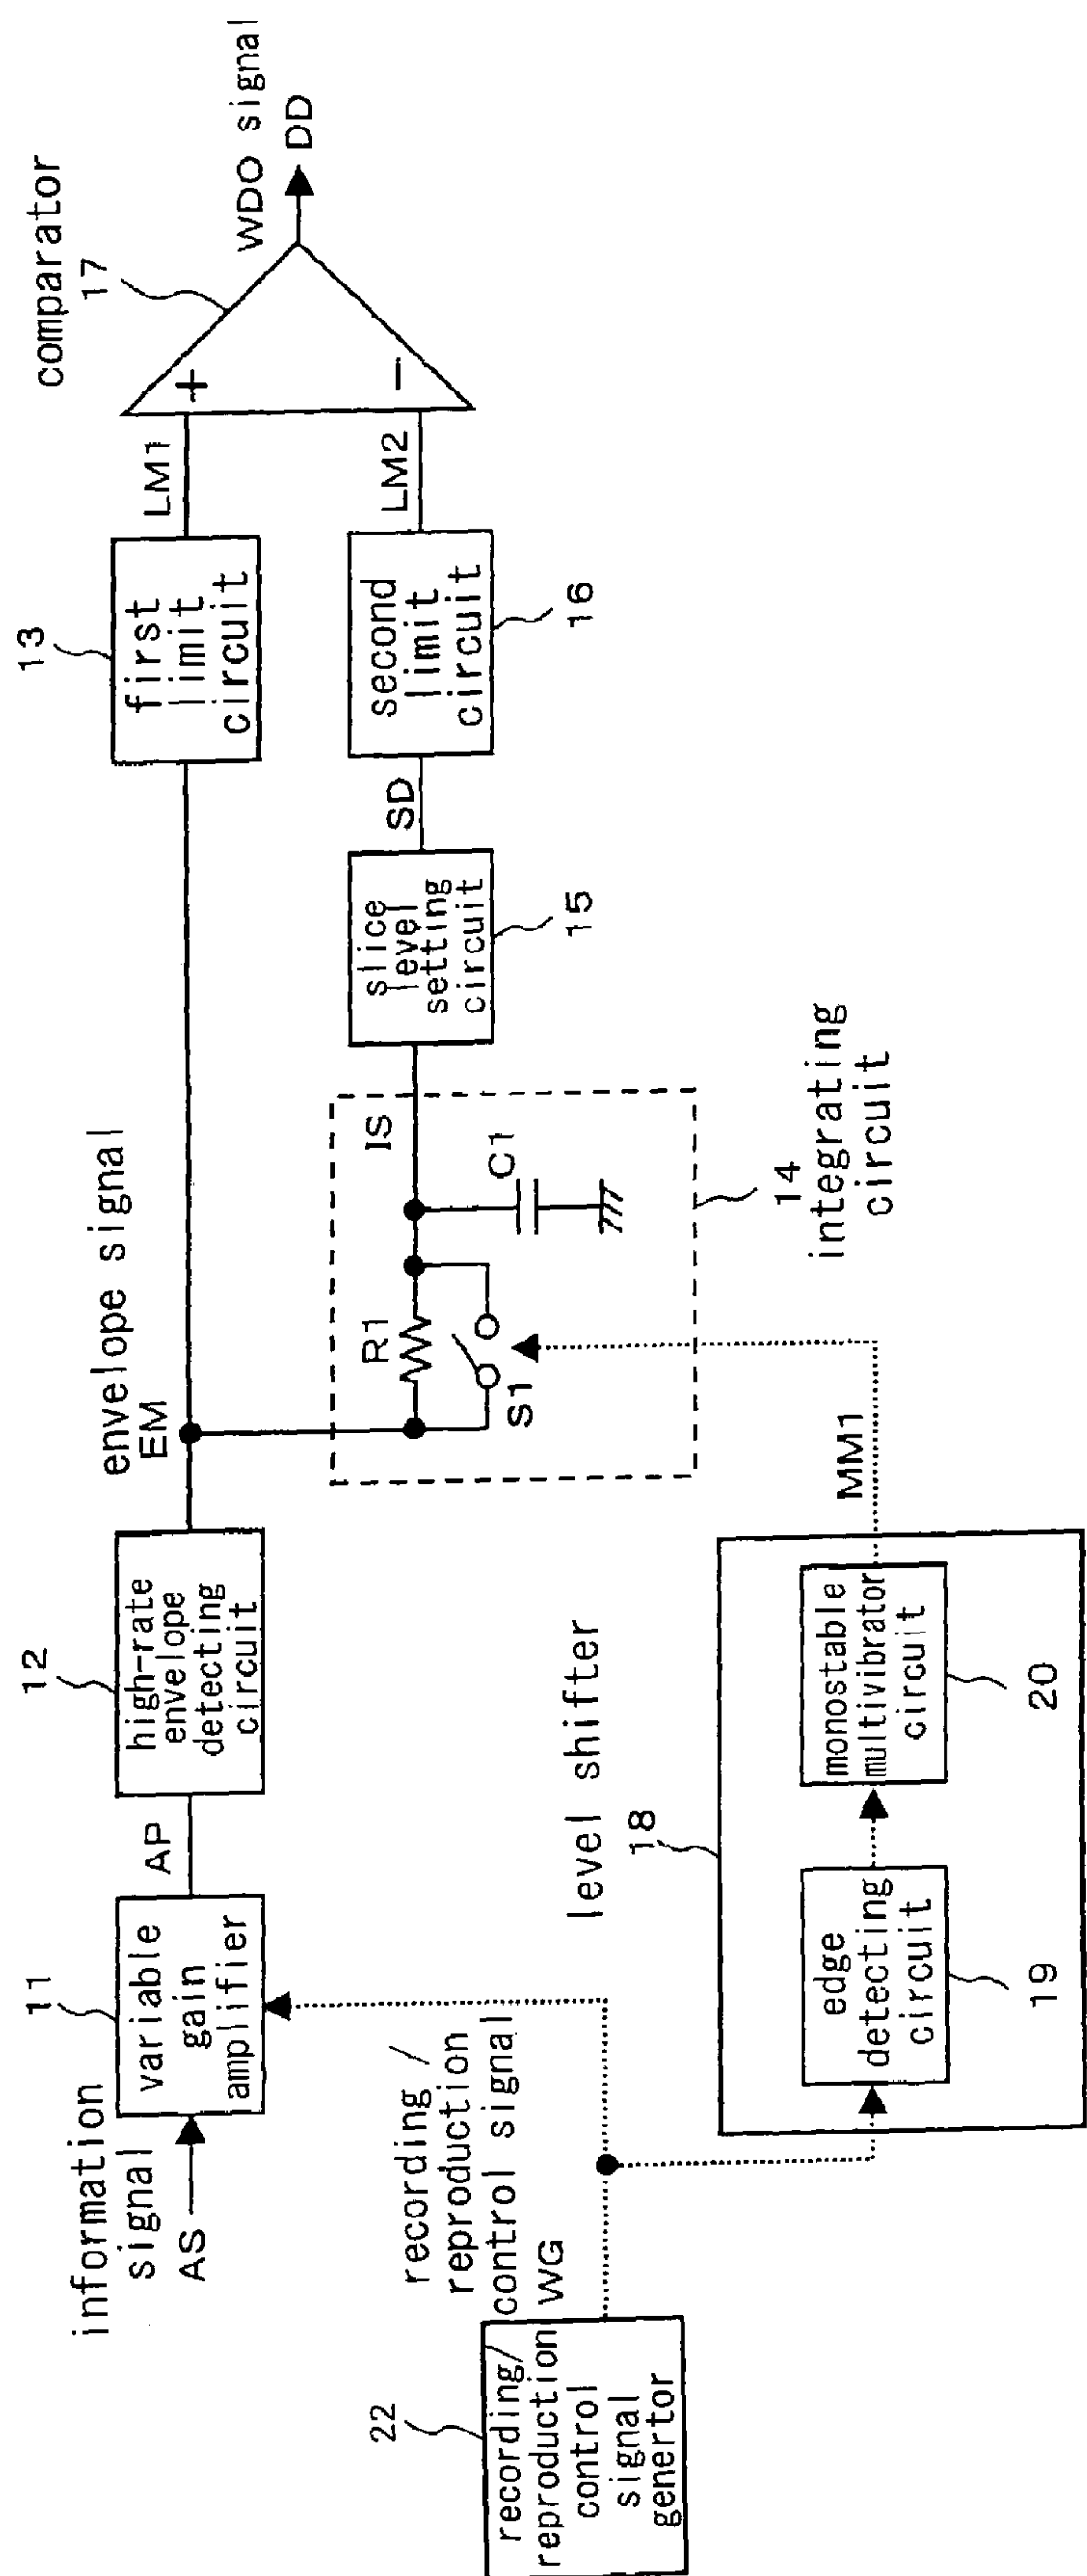 information
signal
AS
11
variable
gain
amplifier
AP
12
high-rate
envelope
detecting
circuit
envelope signal
EM
13
first
limit
circuit
LM1
comparator
17
+
−
WDO signal
DD
R1
S1
IS
C1
14
integrating
circuit
slice
level
setting
circuit
15
SD
second
limit
circuit
16
LM2
22
recording/
reproduction
control
signal
genertor
recording /
reproduction
control signal
WG
level shifter
18
edge
detecting
circuit
19
monostable
multivibrator
circuit
20
MM1